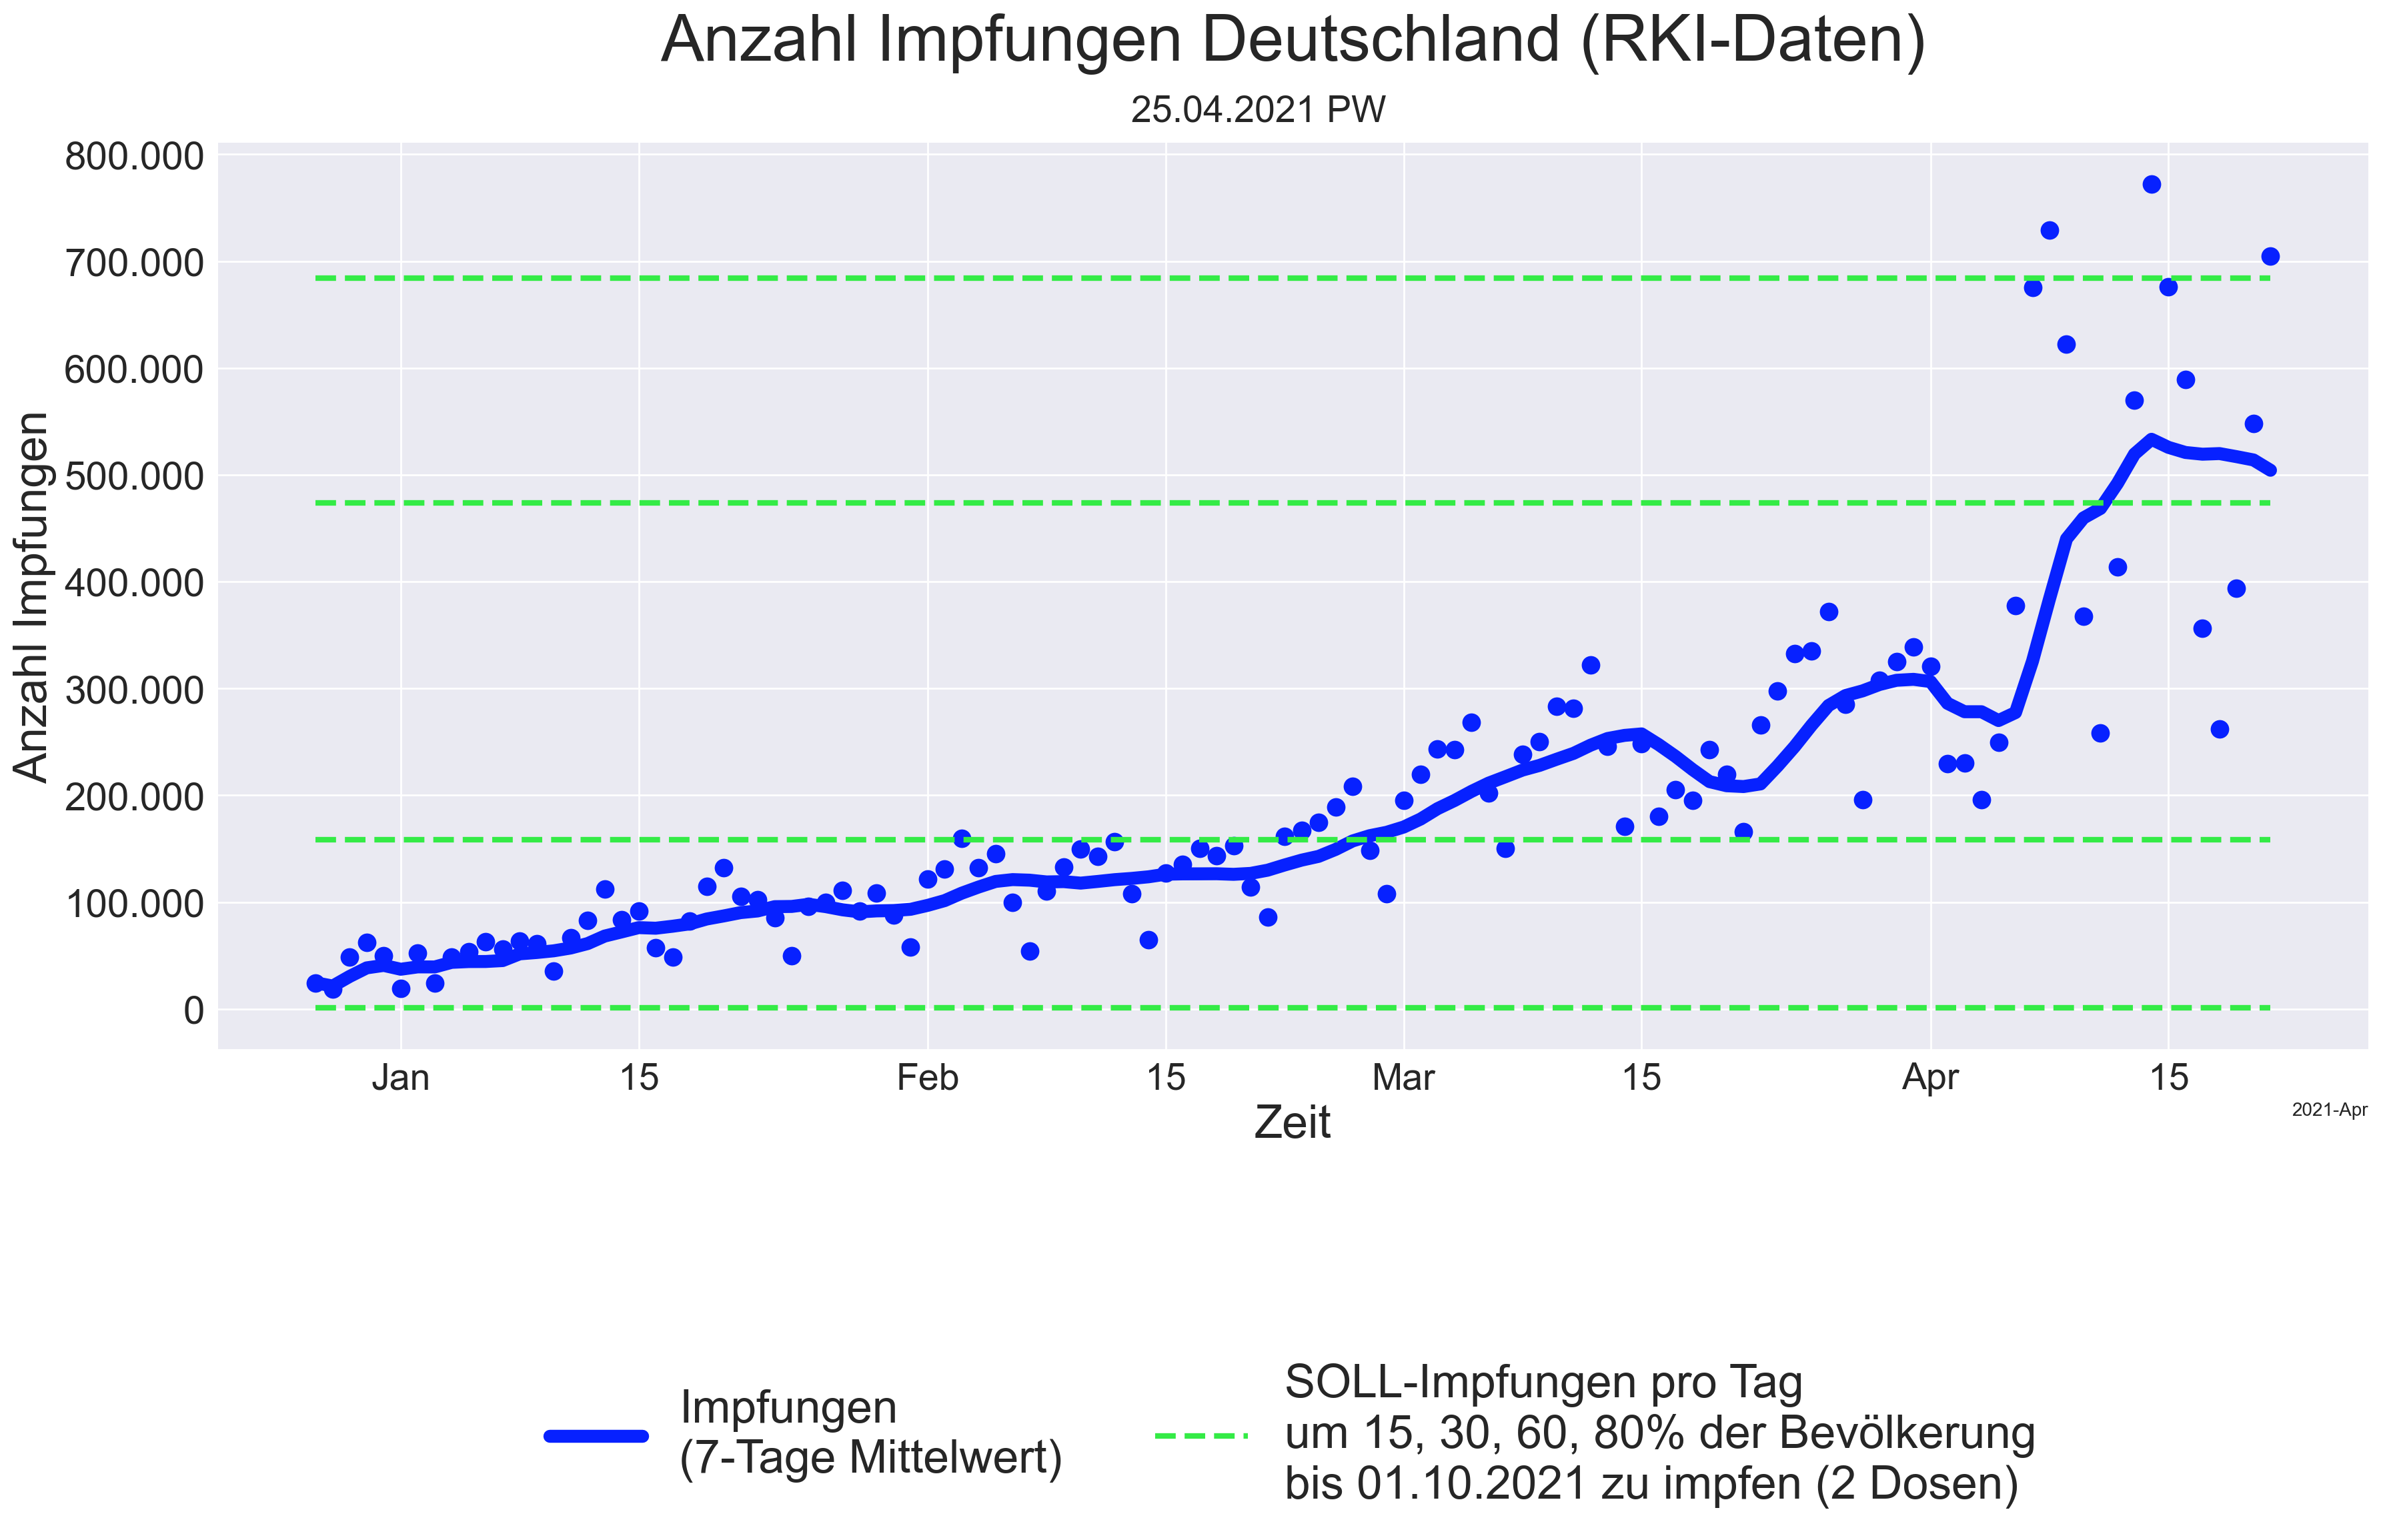 Anzahl Impfungen Deutschland (RKI-Daten)
25.04.2021 PW
Anzahl Impfungen
800.000
700.000
600.000
500.000
400.000
300.000
200.000
100.000
0
Jan
15
Feb
15
Mar
15
Apr
15
2021-Apr
Zeit
Impfungen
(7-Tage Mittelwert)
SOLL-Impfungen pro Tag
um 15, 30, 60, 80% der Bevölkerung
bis 01.10.2021 zu impfen (2 Dosen)